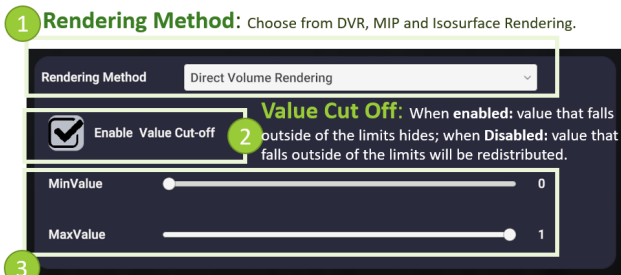 1 Rendering Method: Choose from DVR, MIP and Isosurface Rendering.
Rendering Method Direct Volume Rendering
Value Cut Off: When enabled: value that falls
Enable Value Cut-off 2 outside of the limits hides; when Disabled: value that
falls outside of the limits will be redistributed.
MinValue 0
MaxValue 1
3